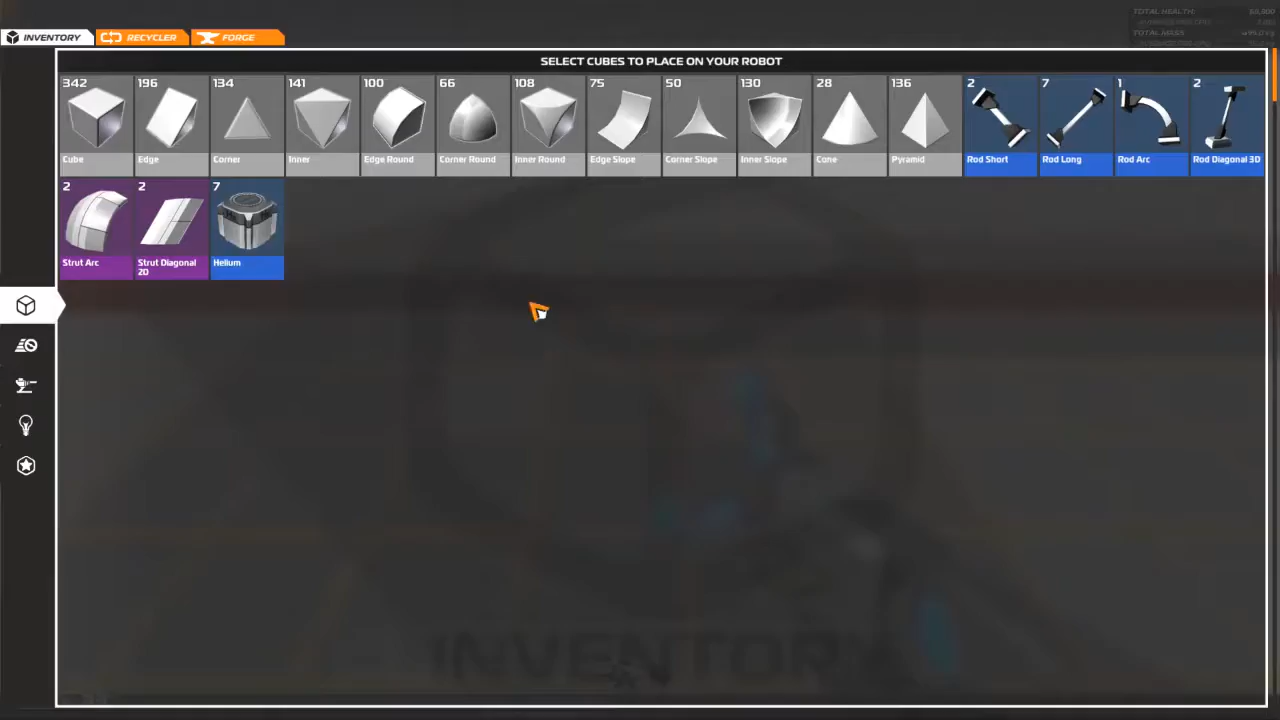 TOTAL HEALTH:
TOTAL MASS
INVENTORY
RECYCLER
FORGE
SELECT CUBES TO PLACE ON YOUR ROBOT
342 196 134 141 100 66 108 75 50 130 28 136 2 7 1 2
Cube Edge Corner Inner Edge Round Corner Round Inner Round Edge Slope Corner Slope Inner Slope Cone Pyramid Rod Short Rod Long Rod Arc Rod Diagonal 3D
2 2 7
Strut Arc Strut Diagonal Helium
2D
INVENTORY